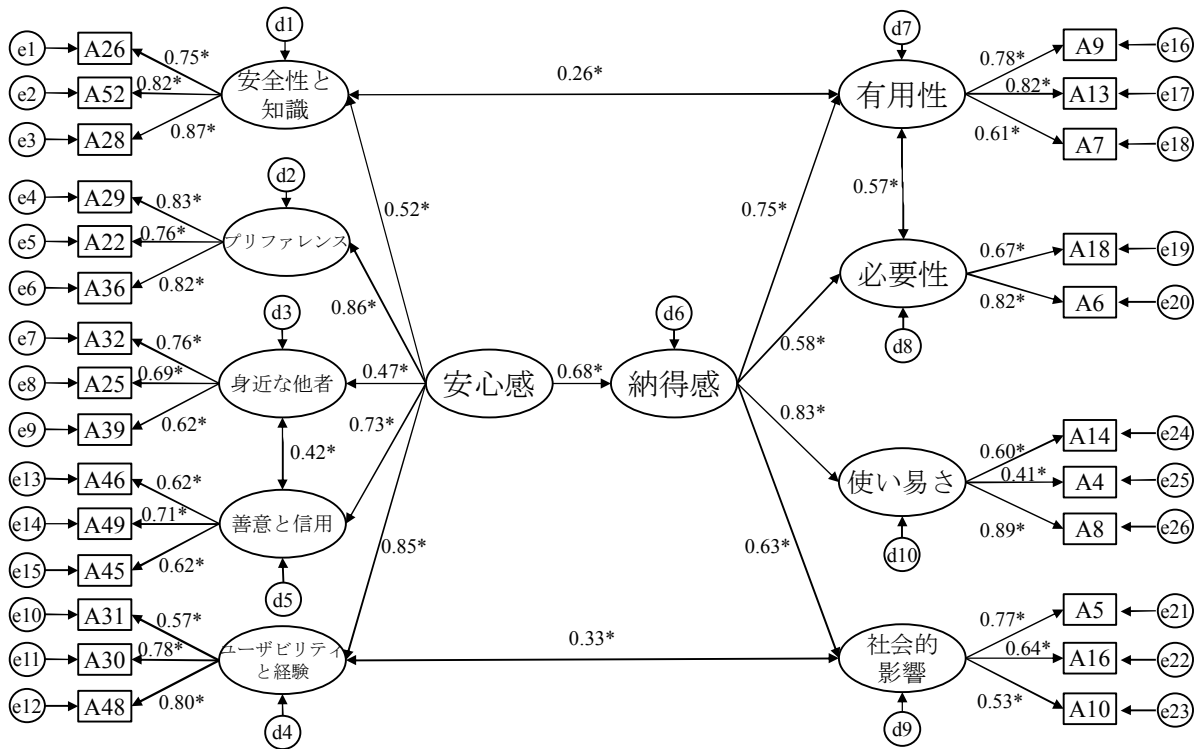 d1
d7
e1
A26
0.75*
安全性と
知識
0.26*
有用性
0.78*
A9
e16
e2
A52
0.82*
0.82*
A13
e17
e3
A28
0.87*
0.61*
A7
e18
d2
e4
A29
0.83*
0.52*
0.75*
0.57*
e5
A22
0.76*
プリファレンス
必要性
0.67*
A18
e19
e6
A36
0.82*
0.86*
0.82*
A6
e20
d3
d6
0.58*
d8
e7
A32
0.76*
e8
A25
0.69*
身近な他者
0.47*
安心感
0.68*
納得感
e9
A39
0.62*
0.73*
0.83*
0.42*
e13
A46
0.62*
使い易さ
0.60*
A14
e24
e14
A49
0.71*
善意と信用
0.41*
A4
e25
e15
A45
0.62*
0.85*
0.63*
0.89*
A8
e26
d5
d10
e10
A31
0.57*
0.33*
0.77*
A5
e21
e11
A30
0.78*
ユーザビリティ
と経験
社会的
影響
0.64*
A16
e22
e12
A48
0.80*
0.53*
A10
e23
d4
d9